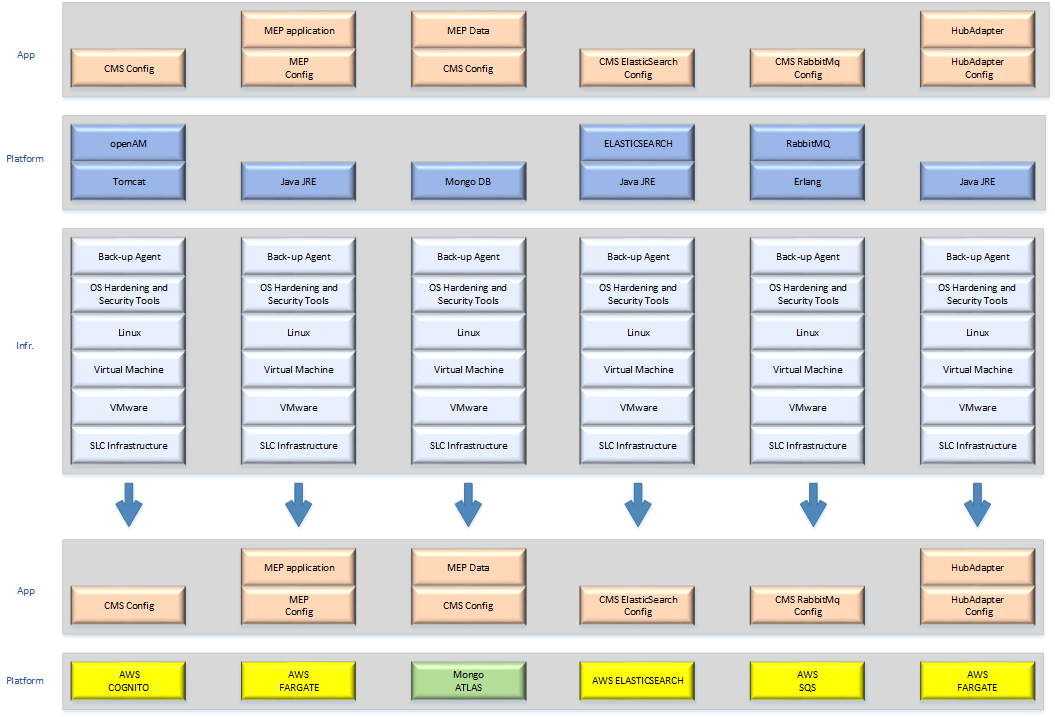 MEP application MEP Data HubAdapter
App
CMS Config MEP Config CMS Config CMS ElasticSearch Config CMS RabbitMq Config HubAdapter Config
openAM ELASTICSEARCH RabbitMQ
Platform
Tomcat Java JRE Mongo DB Java JRE Erlang Java JRE
Back-up Agent Back-up Agent Back-up Agent Back-up Agent Back-up Agent Back-up Agent
OS Hardening and Security Tools OS Hardening and Security Tools OS Hardening and Security Tools OS Hardening and Security Tools OS Hardening and Security Tools OS Hardening and Security Tools
Linux Linux Linux Linux Linux Linux
Infr.
Virtual Machine Virtual Machine Virtual Machine Virtual Machine Virtual Machine Virtual Machine
VMware VMware VMware VMware VMware VMware
SLC Infrastructure SLC Infrastructure SLC Infrastructure SLC Infrastructure SLC Infrastructure SLC Infrastructure
MEP application MEP Data HubAdapter
App
CMS Config MEP Config CMS Config CMS ElasticSearch Config CMS RabbitMq Config HubAdapter Config
Platform
AWS COGNITO AWS FARGATE Mongo ATLAS AWS ELASTICSEARCH AWS SQS AWS FARGATE